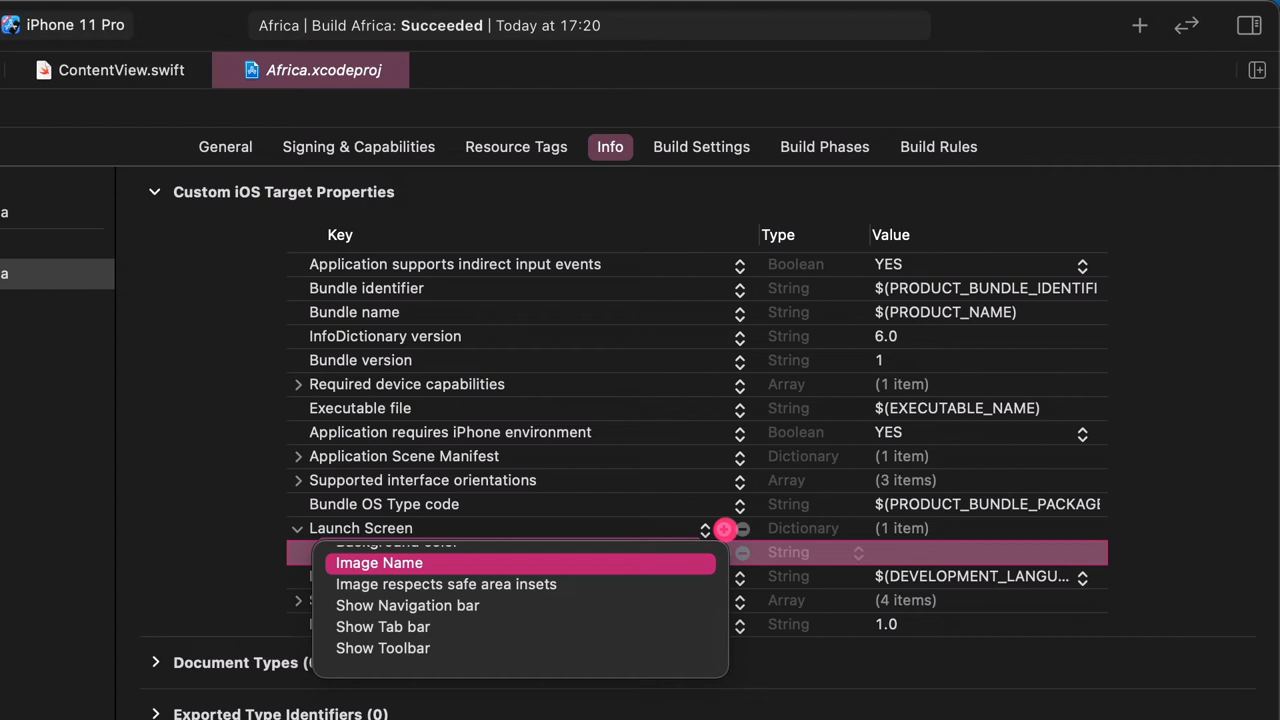 iPhone 11 Pro
Africa | Build Africa: Succeeded | Today at 17:20
ContentView.swift
Africa.xcodeproj
General
Signing & Capabilities
Resource Tags
Info
Build Settings
Build Phases
Build Rules
Custom iOS Target Properties
a
a
Key Type Value
Application supports indirect input events Boolean YES
Bundle identifier String $(PRODUCT_BUNDLE_IDENTIFI
Bundle name String $(PRODUCT_NAME)
InfoDictionary version String 6.0
Bundle version String 1
Required device capabilities Array (1 item)
Executable file String $(EXECUTABLE_NAME)
Application requires iPhone environment Boolean YES
Application Scene Manifest Dictionary (1 item)
Supported interface orientations Array (3 items)
Bundle OS Type code String $(PRODUCT_BUNDLE_PACKAGE
Launch Screen Dictionary (1 item)
Background color
String
Image Name
String $(DEVELOPMENT_LANGU...
Image respects safe area insets
Array (4 items)
Show Navigation bar
String 1.0
Show Tab bar
Show Toolbar
Document Types (
Exported Type Identifiers (0)